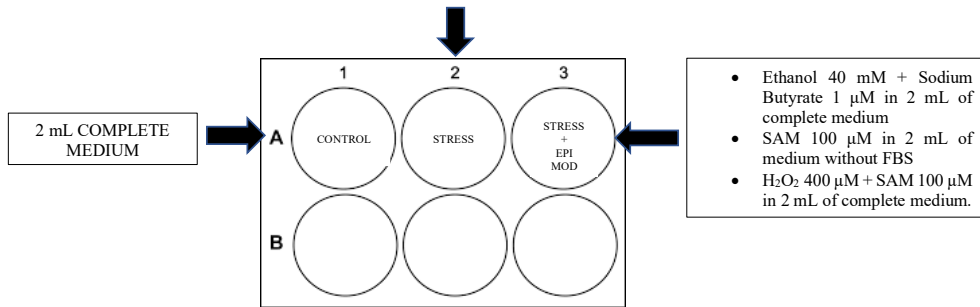 1
2
3
2 mL COMPLETE
MEDIUM
A
CONTROL
STRESS
STRESS
+
EPI
MOD
B
• Ethanol 40 mM + Sodium
Butyrate 1 μM in 2 mL of
complete medium
• SAM 100 μM in 2 mL of
medium without FBS
• H₂O₂ 400 μM + SAM 100 μM
in 2 mL of complete medium.